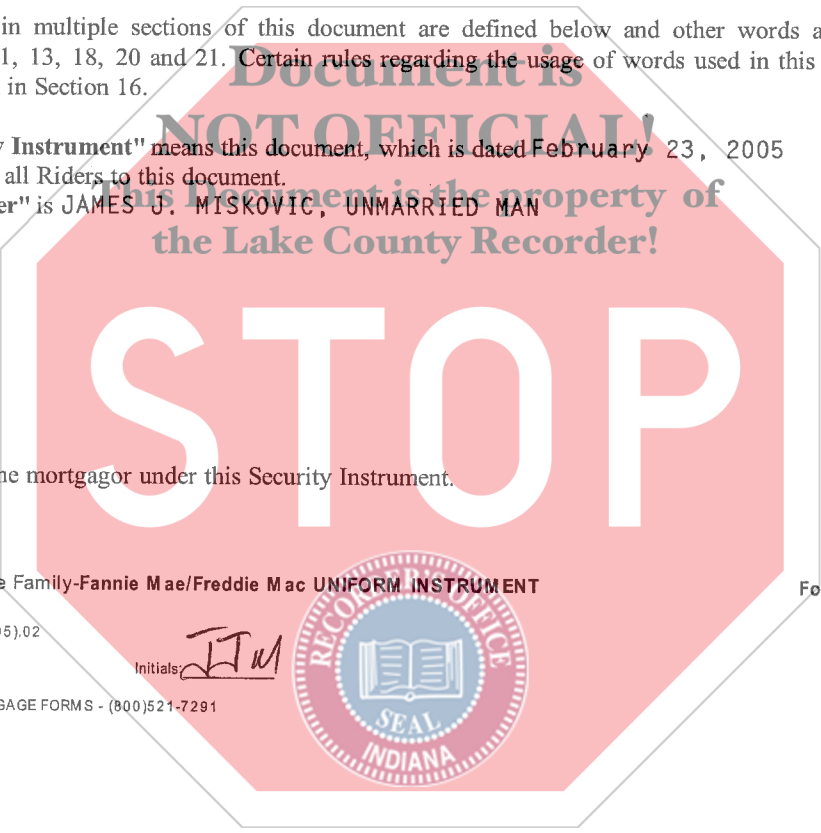 in multiple sections of this document are defined below and other words a
1, 13, 18, 20 and 21. Certain rules regarding the usage of words used in this
in Section 16.
Document is
NOT OFFICIAL!
Instrument" means this document, which is dated February 23, 2005
all Riders to this document.
This Document is the property of
er" is JAMES J. MISKOVIC, UNMARRIED MAN
the Lake County Recorder!
STOP
he mortgagor under this Security Instrument.
e Family-Fannie Mae/Freddie Mac UNIFORM INSTRUMENT Fo
05).02
Initials: JJM
GAGE FORMS - (800)521-7291
RECORDER'S OFFICE
SEAL
INDIANA